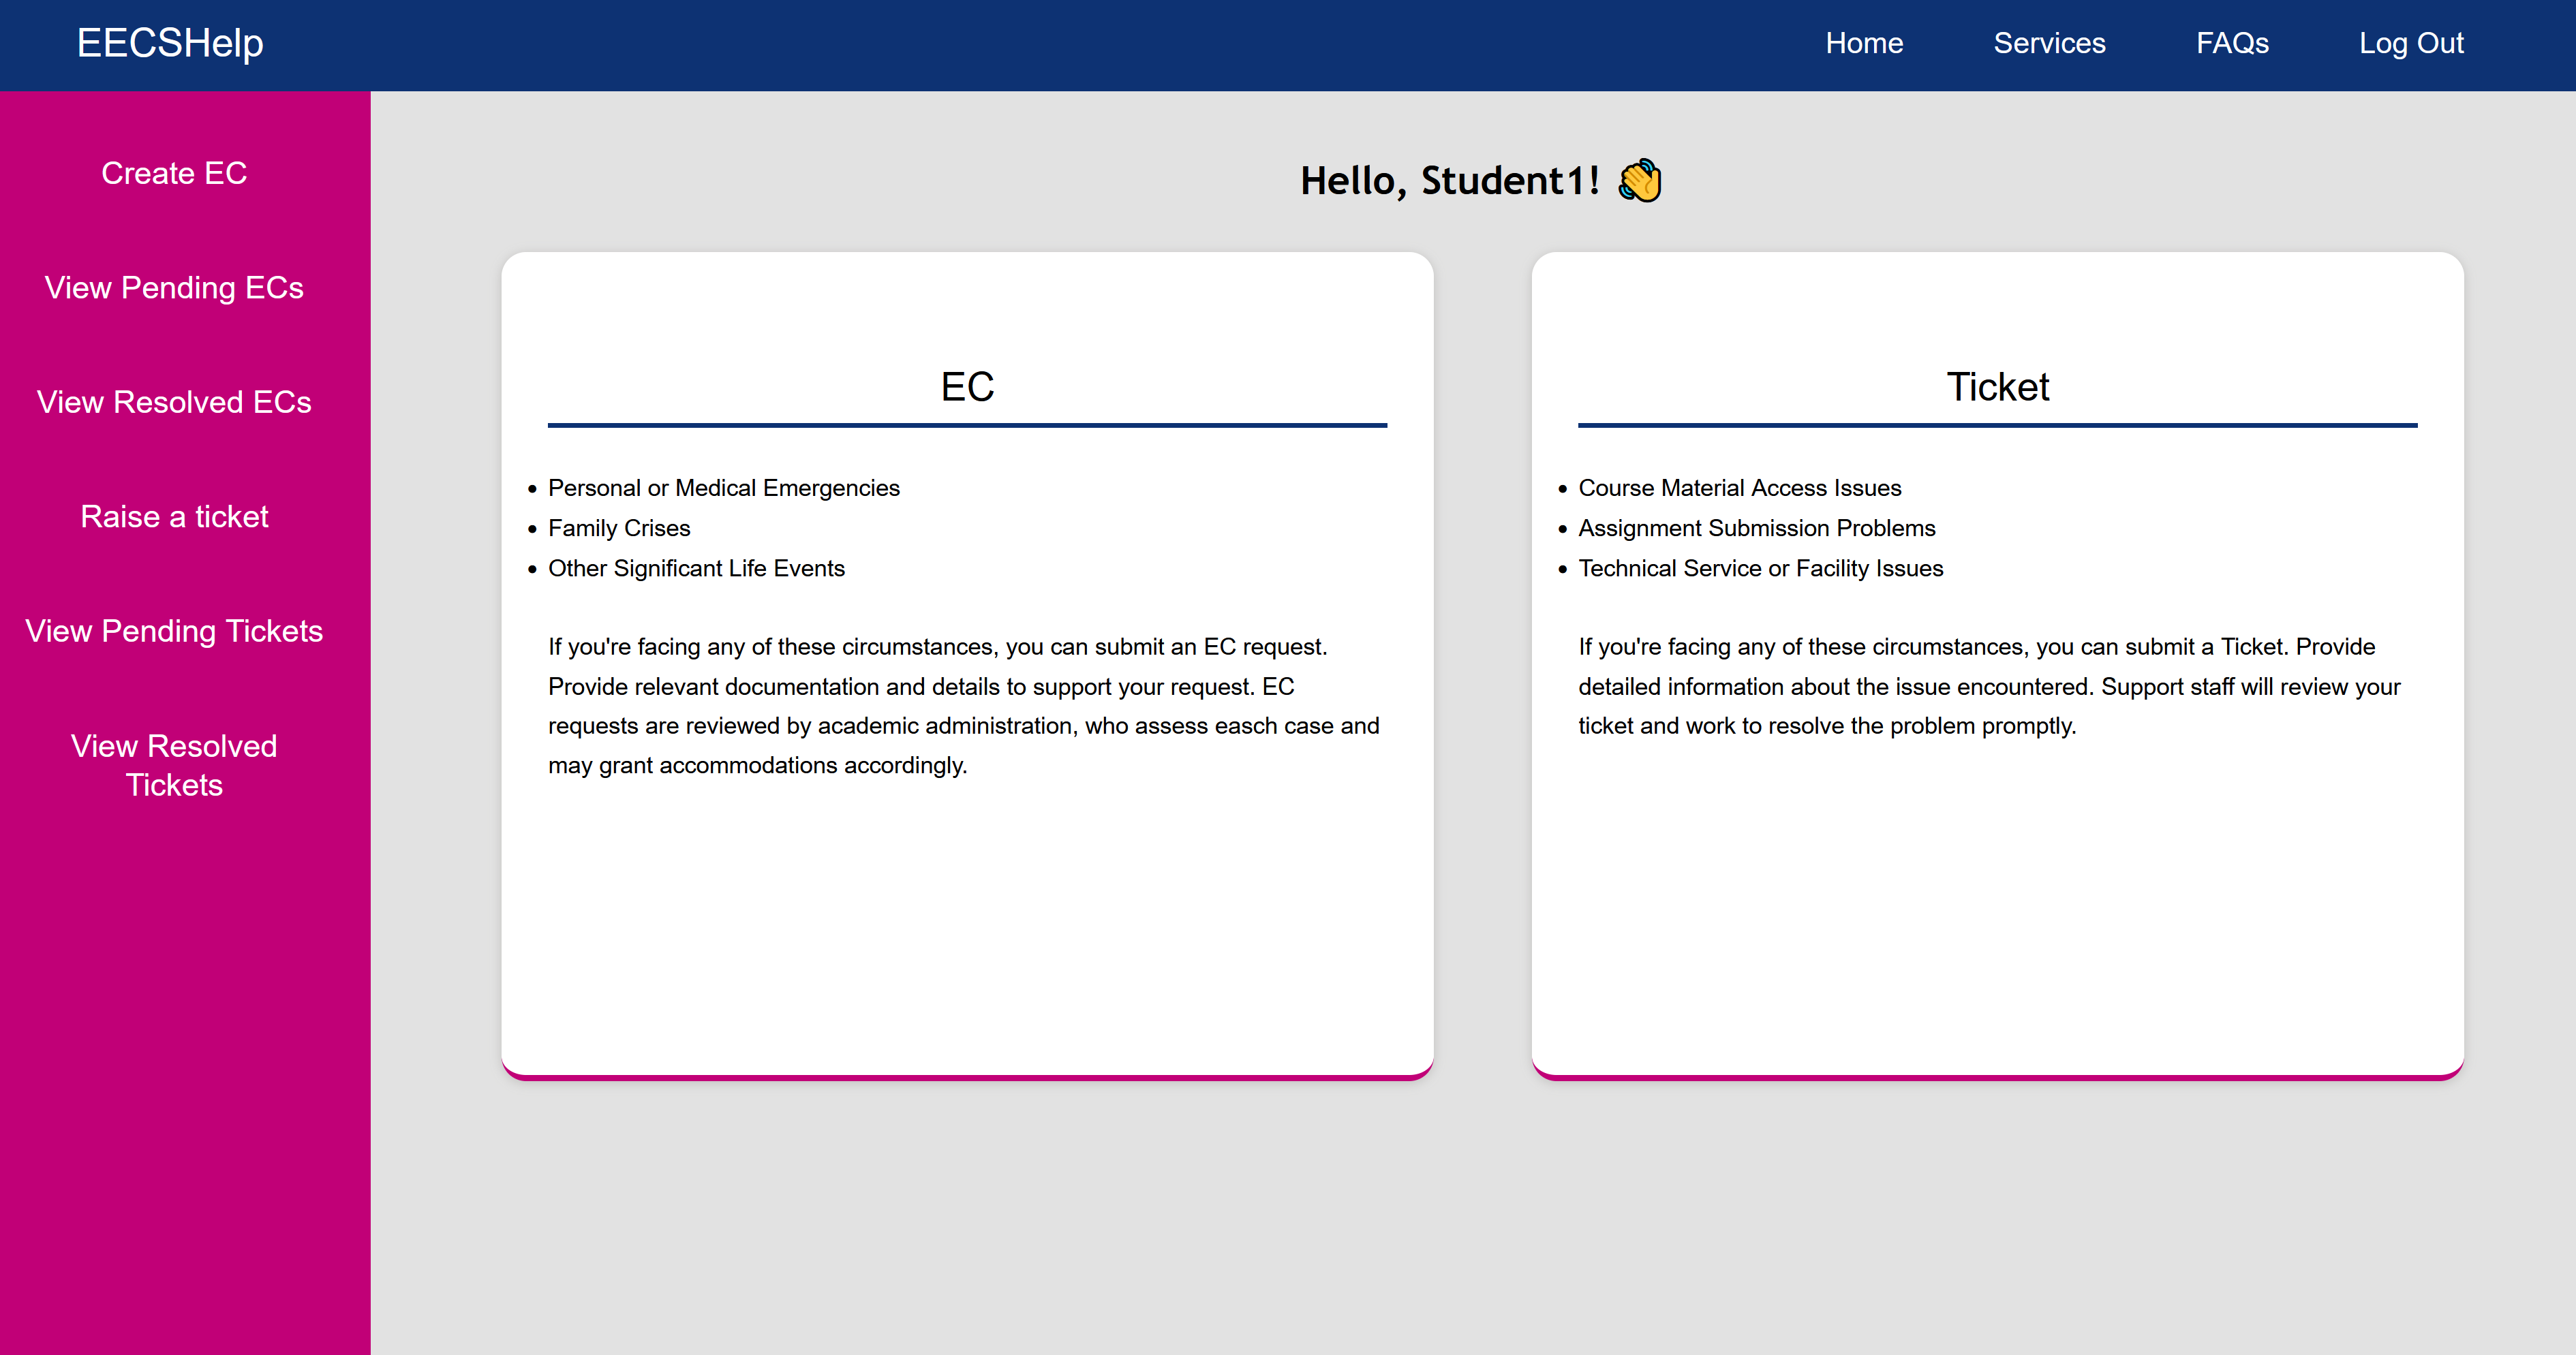 EECSHelp
Home
Services
FAQs
Log Out
Create EC
View Pending ECs
View Resolved ECs
Raise a ticket
View Pending Tickets
View Resolved
Tickets
Hello, Student1! 👋
EC
• Personal or Medical Emergencies
• Family Crises
• Other Significant Life Events
If you're facing any of these circumstances, you can submit an EC request.
Provide relevant documentation and details to support your request. EC
requests are reviewed by academic administration, who assess easch case and
may grant accommodations accordingly.
Ticket
• Course Material Access Issues
• Assignment Submission Problems
• Technical Service or Facility Issues
If you're facing any of these circumstances, you can submit a Ticket. Provide
detailed information about the issue encountered. Support staff will review your
ticket and work to resolve the problem promptly.